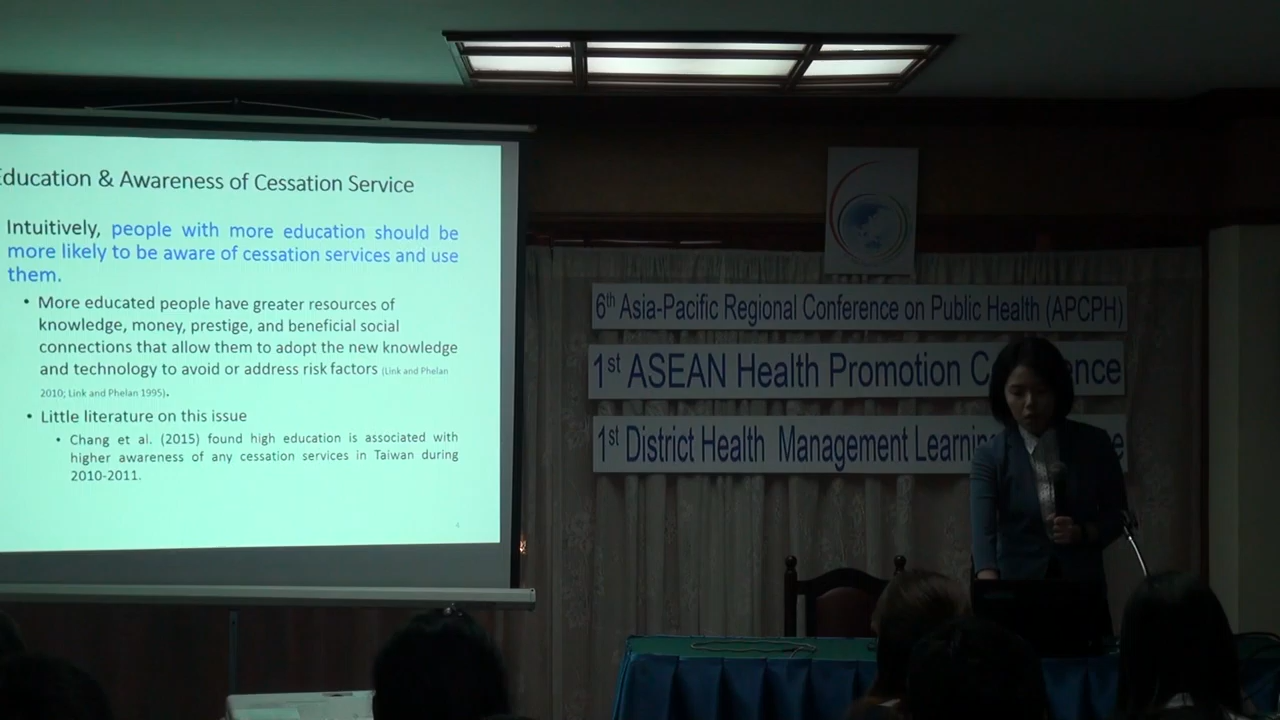 Education & Awareness of Cessation Service
Intuitively, people with more education should be
more likely to be aware of cessation services and use
them.
• More educated people have greater resources of
knowledge, money, prestige, and beneficial social
connections that allow them to adopt the new knowledge
and technology to avoid or address risk factors (Link and Phelan
2010; Link and Phelan 1995).
• Little literature on this issue
• Chang et al. (2015) found high education is associated with
higher awareness of any cessation services in Taiwan during
2010-2011.
6th Asia-Pacific Regional Conference on Public Health (APCPH)
1st ASEAN Health Promotion C ence
1st District Health Management Learning e